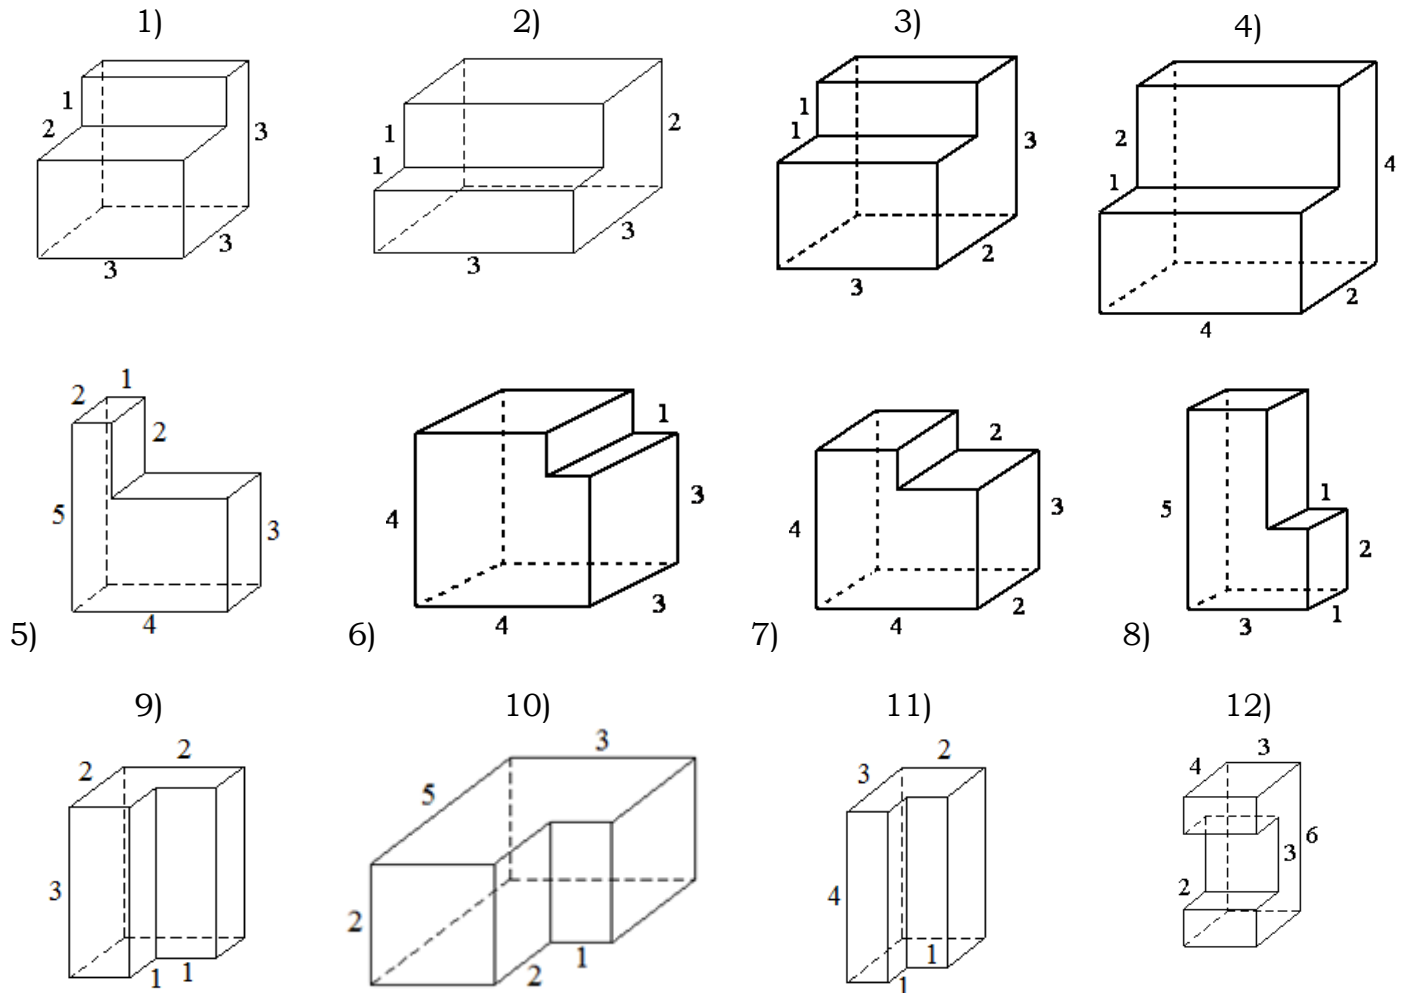 1) 2) 3) 4)
1 2 3 3 3
1 1 2 3 3
1 1 3 2 3
2 1 4 2 4
2 1 2 5 3 4
1 4 3 3 4
2 4 3 2 4
1 5 2 1 3
5) 6) 7) 8)
9) 10) 11) 12)
2 2 3 1 1
3 5 2 2 1
2 3 4 1 1
3 4 6 3 2